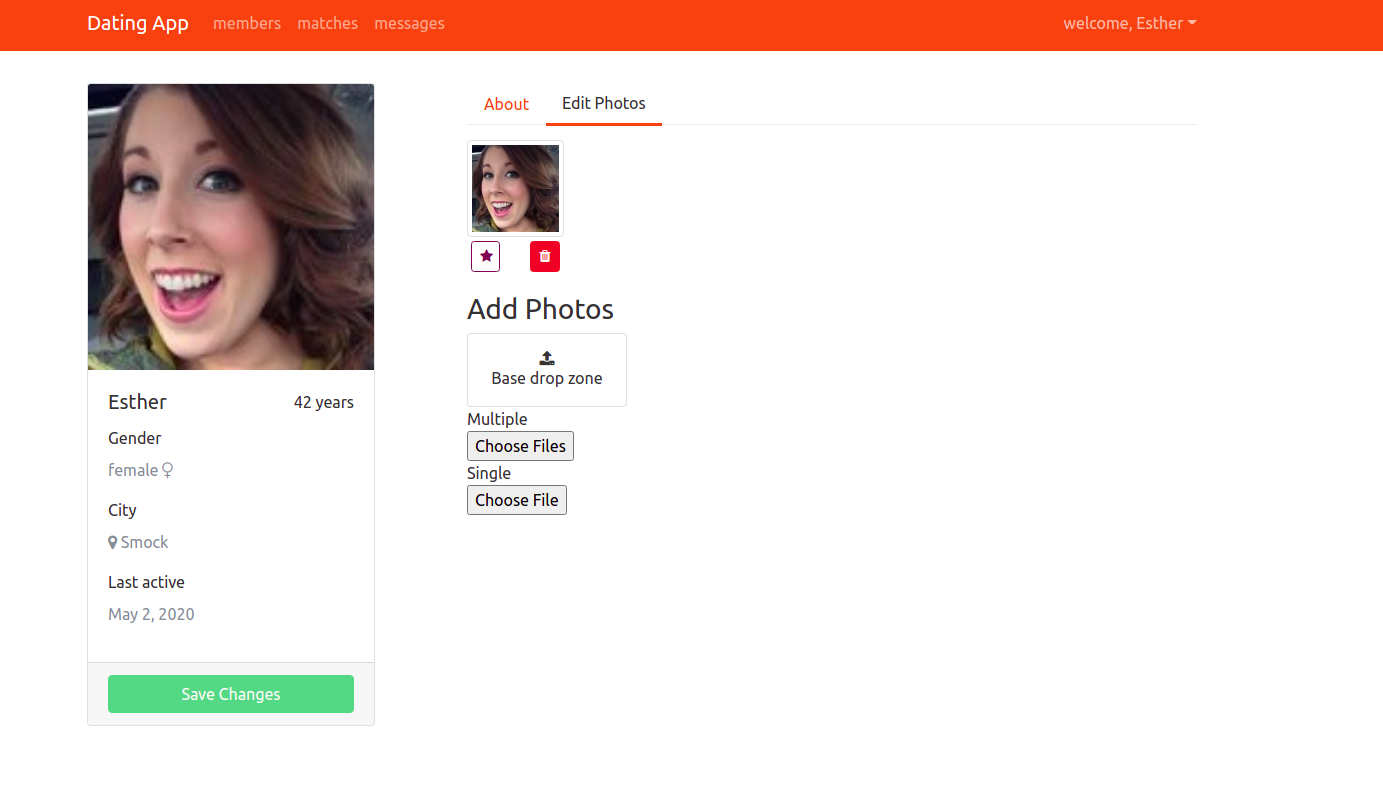 Dating App members matches messages welcome, Esther
About Edit Photos
Add Photos
Base drop zone
Multiple
Choose Files
Single
Choose File
Esther 42 years
Gender
female
City
Smock
Last active
May 2, 2020
Save Changes